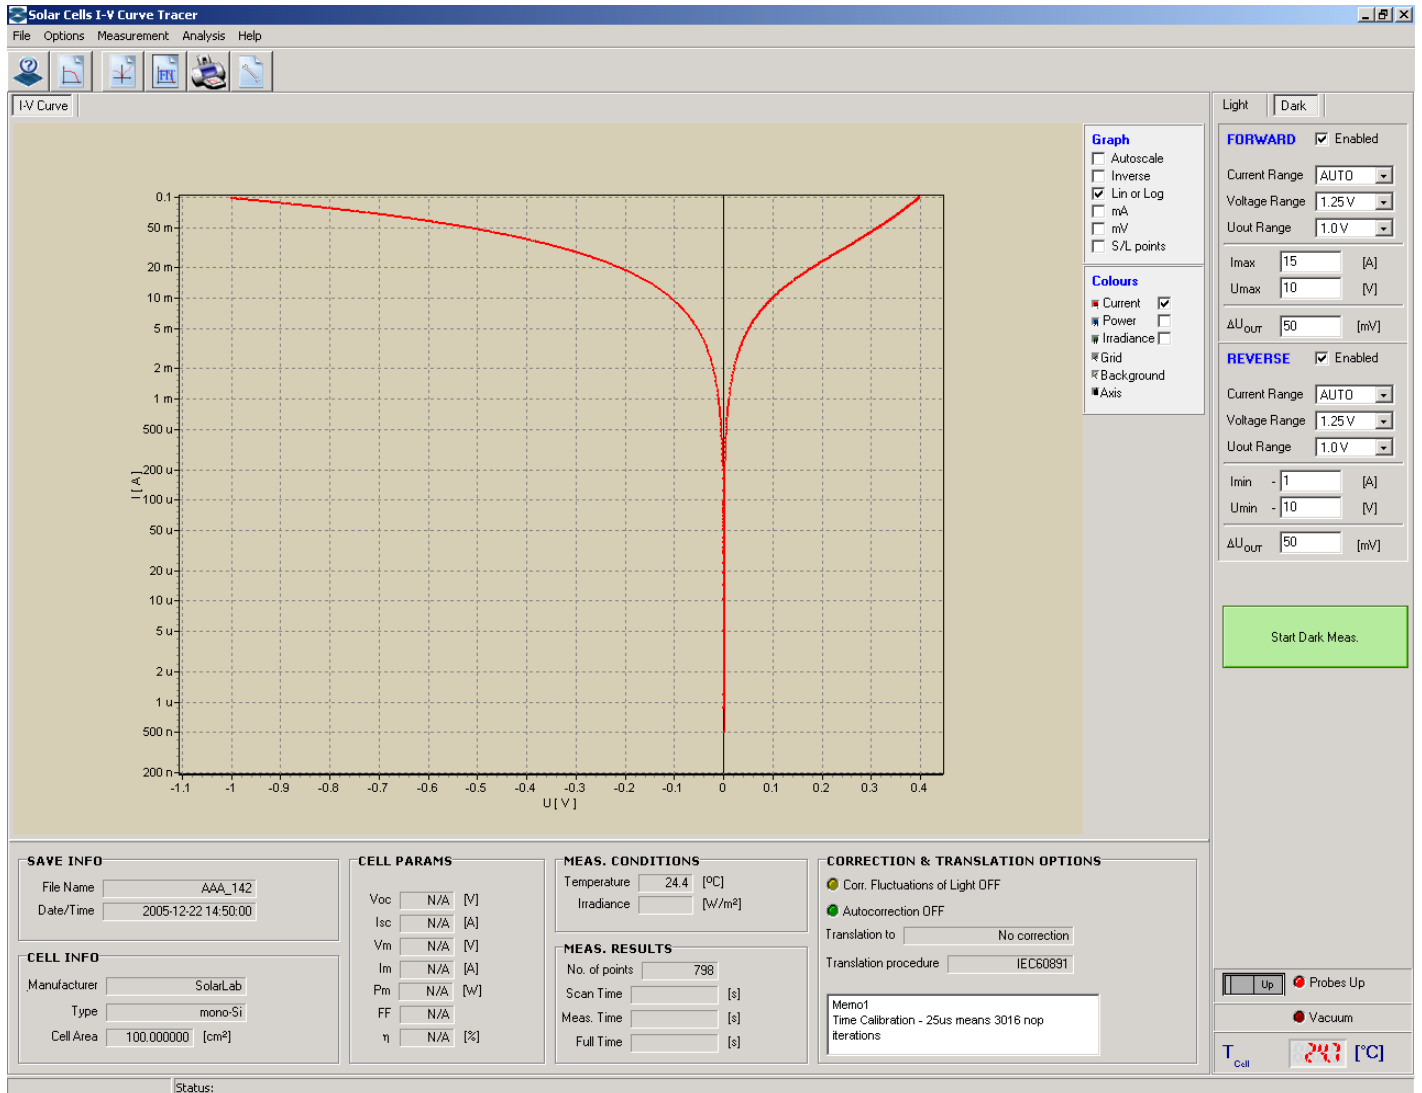 Solar Cells I-V Curve Tracer
File Options Measurement Analysis Help
FIT
I-V Curve
Light Dark
Graph
Autoscale
Inverse
Lin or Log
mA
mV
S/L points
Colours
Current
Power
Irradiance
Grid
Background
Axis
0.1
50 m
20 m
10 m
5 m
2 m
1 m
500 u
200 u
100 u
50 u
20 u
10 u
5 u
2 u
1 u
500 n
200 n
I [ A ]
-1.1 -1 -0.9 -0.8 -0.7 -0.6 -0.5 -0.4 -0.3 -0.2 -0.1 0 0.1 0.2 0.3 0.4
U [ V ]
FORWARD Enabled
Current Range AUTO
Voltage Range 1.25 V
Uout Range 1.0 V
Imax 15 [A]
Umax 10 [V]
ΔUOUT 50 [mV]
REVERSE Enabled
Current Range AUTO
Voltage Range 1.25 V
Uout Range 1.0 V
Imin - 1 [A]
Umin - 10 [V]
ΔUOUT 50 [mV]
Start Dark Meas.
SAVE INFO
File Name AAA_142
Date/Time 2005-12-22 14:50:00
CELL INFO
Manufacturer SolarLab
Type mono-Si
Cell Area 100.000000 [cm²]
CELL PARAMS
Voc N/A [V]
Isc N/A [A]
Vm N/A [V]
Im N/A [A]
Pm N/A [W]
FF N/A
η N/A [%]
MEAS. CONDITIONS
Temperature 24.4 [ºC]
Irradiance [W/m²]
MEAS. RESULTS
No. of points 798
Scan Time [s]
Meas. Time [s]
Full Time [s]
CORRECTION & TRANSLATION OPTIONS
Corr. Fluctuations of Light OFF
Autocorrection OFF
Translation to No correction
Translation procedure IEC60891
Memo1
Time Calibration - 25us means 3016 nop
iterations
Up Probes Up
Vacuum
TCell 24.7 [°C]
Status: